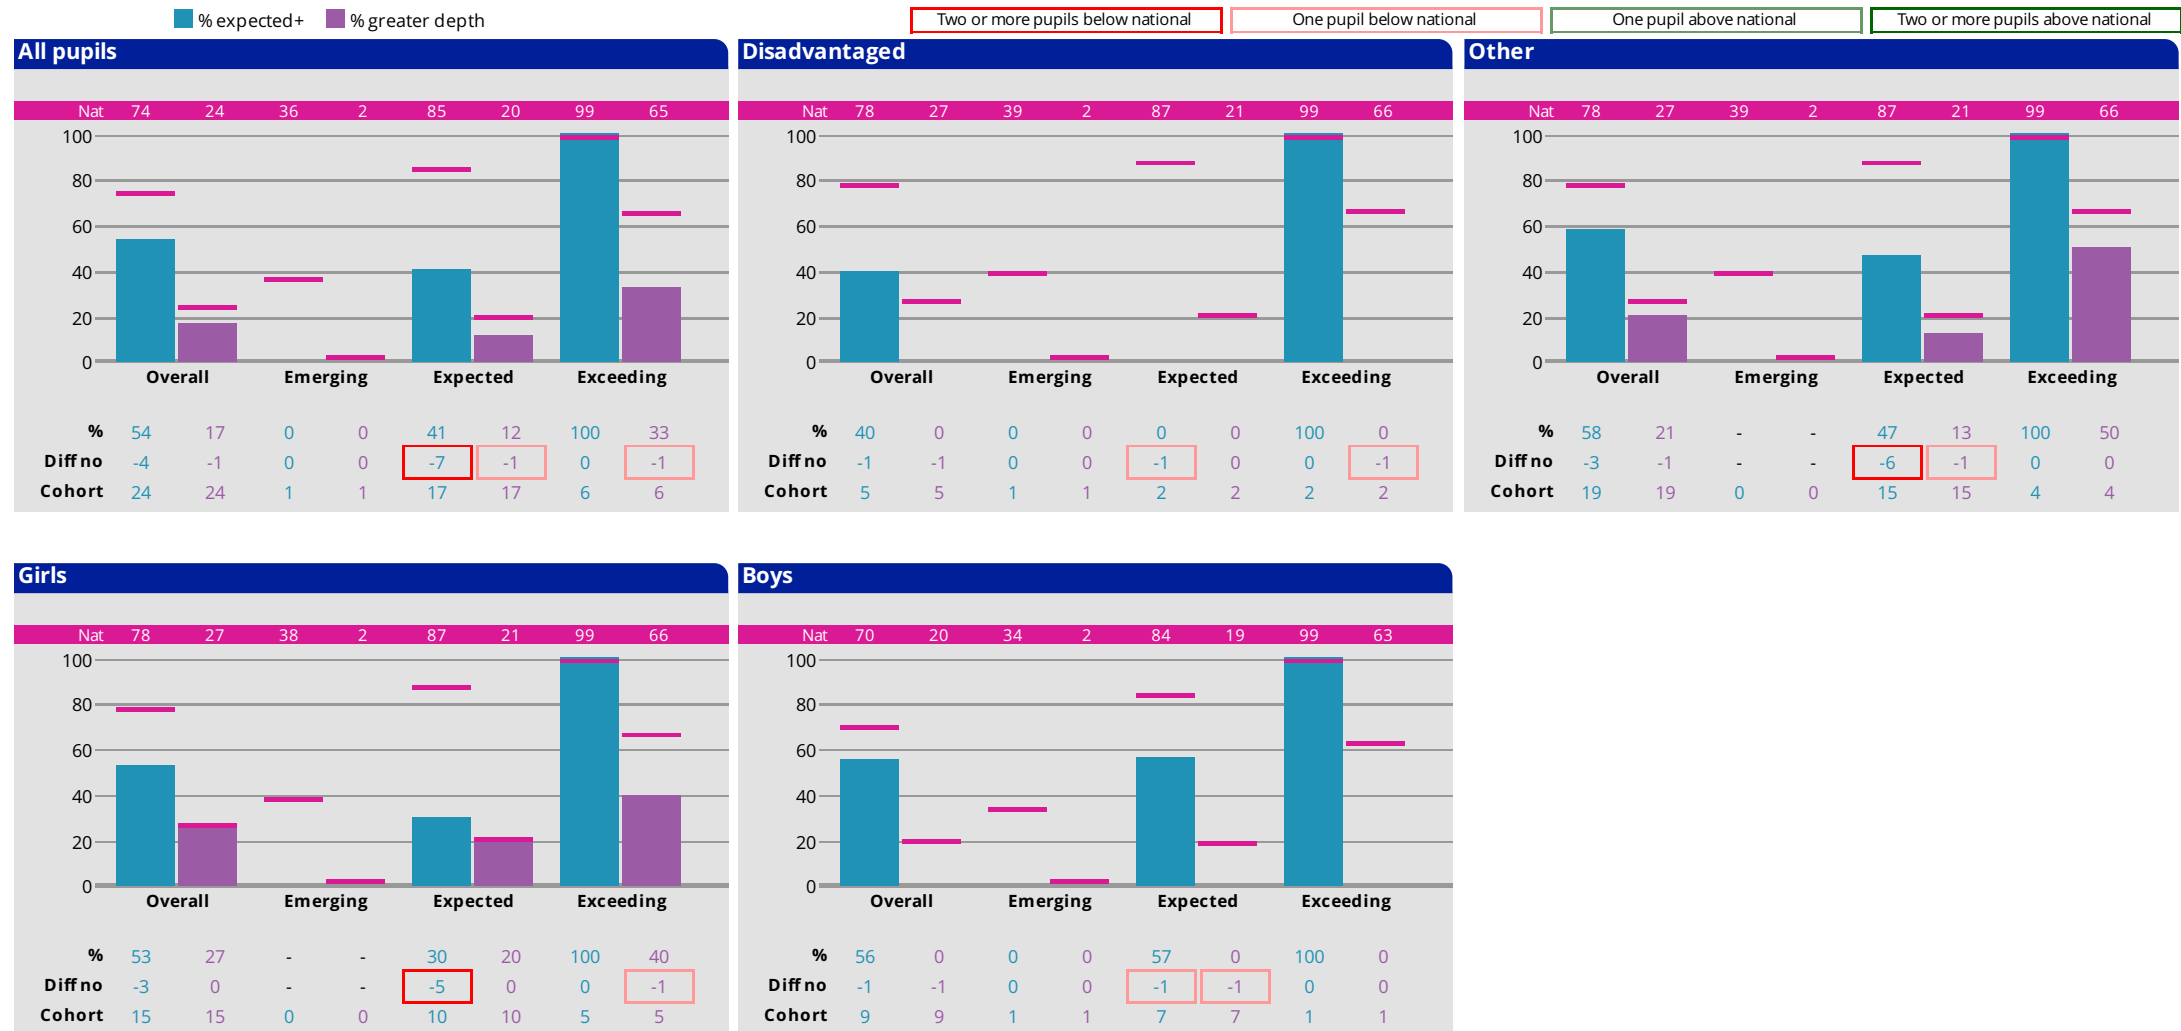 % expected+ % greater depth
Two or more pupils below national One pupil below national One pupil above national Two or more pupils above national
All pupils
Nat 74 24 36 2 85 20 99 65
100
80
60
40
20
0
Overall Emerging Expected Exceeding
% 54 17 0 0 41 12 100 33
Diff no -4 -1 0 0 -7 -1 0 -1
Cohort 24 24 1 1 17 17 6 6
Disadvantaged
Nat 78 27 39 2 87 21 99 66
100
80
60
40
20
0
Overall Emerging Expected Exceeding
% 40 0 0 0 0 0 100 0
Diff no -1 -1 0 0 -1 0 0 -1
Cohort 5 5 1 1 2 2 2 2
Other
Nat 78 27 39 2 87 21 99 66
100
80
60
40
20
0
Overall Emerging Expected Exceeding
% 58 21 - - 47 13 100 50
Diff no -3 -1 - - -6 -1 0 0
Cohort 19 19 0 0 15 15 4 4
Girls
Nat 78 27 38 2 87 21 99 66
100
80
60
40
20
0
Overall Emerging Expected Exceeding
% 53 27 - - 30 20 100 40
Diff no -3 0 - - -5 0 0 -1
Cohort 15 15 0 0 10 10 5 5
Boys
Nat 70 20 34 2 84 19 99 63
100
80
60
40
20
0
Overall Emerging Expected Exceeding
% 56 0 0 0 57 0 100 0
Diff no -1 -1 0 0 -1 -1 0 0
Cohort 9 9 1 1 7 7 1 1